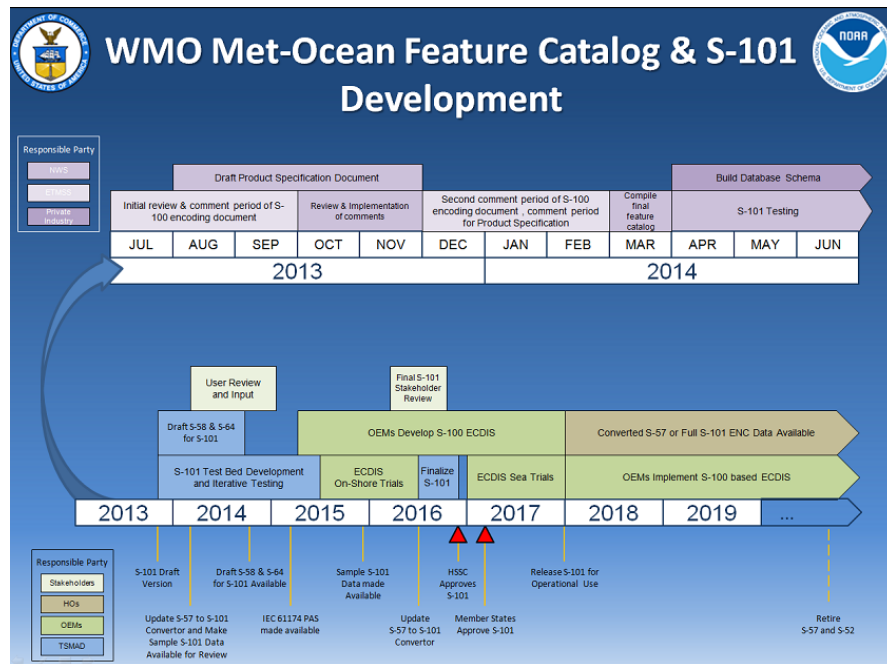 WMO Met-Ocean Feature Catalog & S-101
Development
NOAA
Responsible Party
NWS
ETMSS
Private
Industry
Draft Product Specification Document
Build Database Schema
Initial review & comment period of S-
100 encoding document
Review & Implementation
of comments
Second comment period of S-100
encoding document , comment period
for Product Specification
Compile
final
feature
catalog
S-101 Testing
JUL
AUG
SEP
OCT
NOV
DEC
JAN
FEB
MAR
APR
MAY
JUN
2013
2014
User Review
and Input
Final S-101
Stakeholder
Review
Draft S-58 & S-64
for S-101
OEMs Develop S-100 ECDIS
Converted S-57 or Full S-101 ENC Data Available
S-101 Test Bed Development
and Iterative Testing
ECDIS
On-Shore Trials
Finalize
S-101
ECDIS Sea Trials
OEMs Implement S-100 based ECDIS
2013
2014
2015
2016
2017
2018
2019
...
Responsible Party
Stakeholders
HOs
OEMs
TSMAD
S-101 Draft
Version
Draft S-58 & S-64
for S-101 Available
Sample S-101
Data made
Available
HSSC
Approves
S-101
Release S-101 for
Operational Use
Update S-57 to S-101
Convertor and Make
Sample S-101 Data
Available for Review
IEC 61174 PAS
made available
Update
S-57 to S-101
Convertor
Member States
Approve S-101
Retire
S-57 and S-52